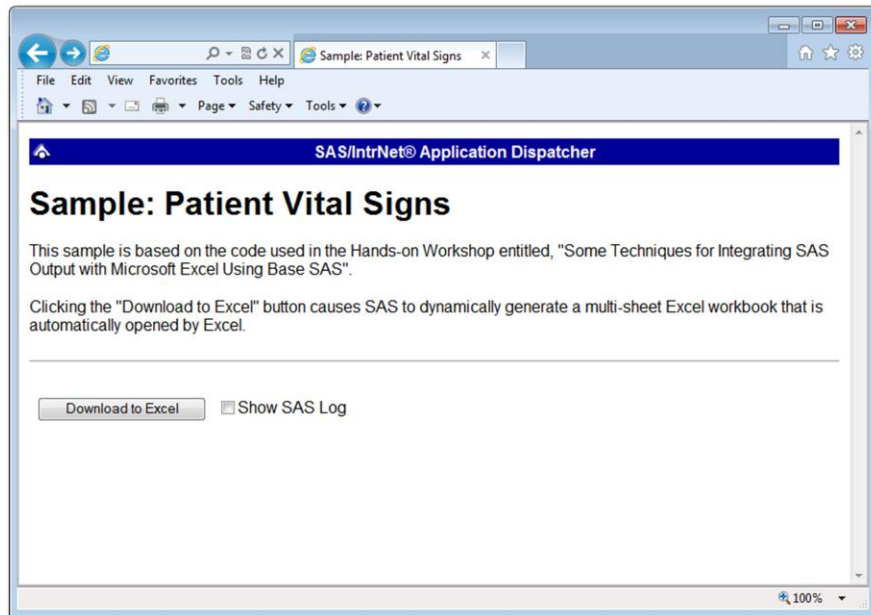 Sample: Patient Vital Signs
File Edit View Favorites Tools Help
Page Safety Tools
SAS/IntrNet® Application Dispatcher
Sample: Patient Vital Signs
This sample is based on the code used in the Hands-on Workshop entitled, "Some Techniques for Integrating SAS
Output with Microsoft Excel Using Base SAS".
Clicking the "Download to Excel" button causes SAS to dynamically generate a multi-sheet Excel workbook that is
automatically opened by Excel.
Download to Excel Show SAS Log
100%